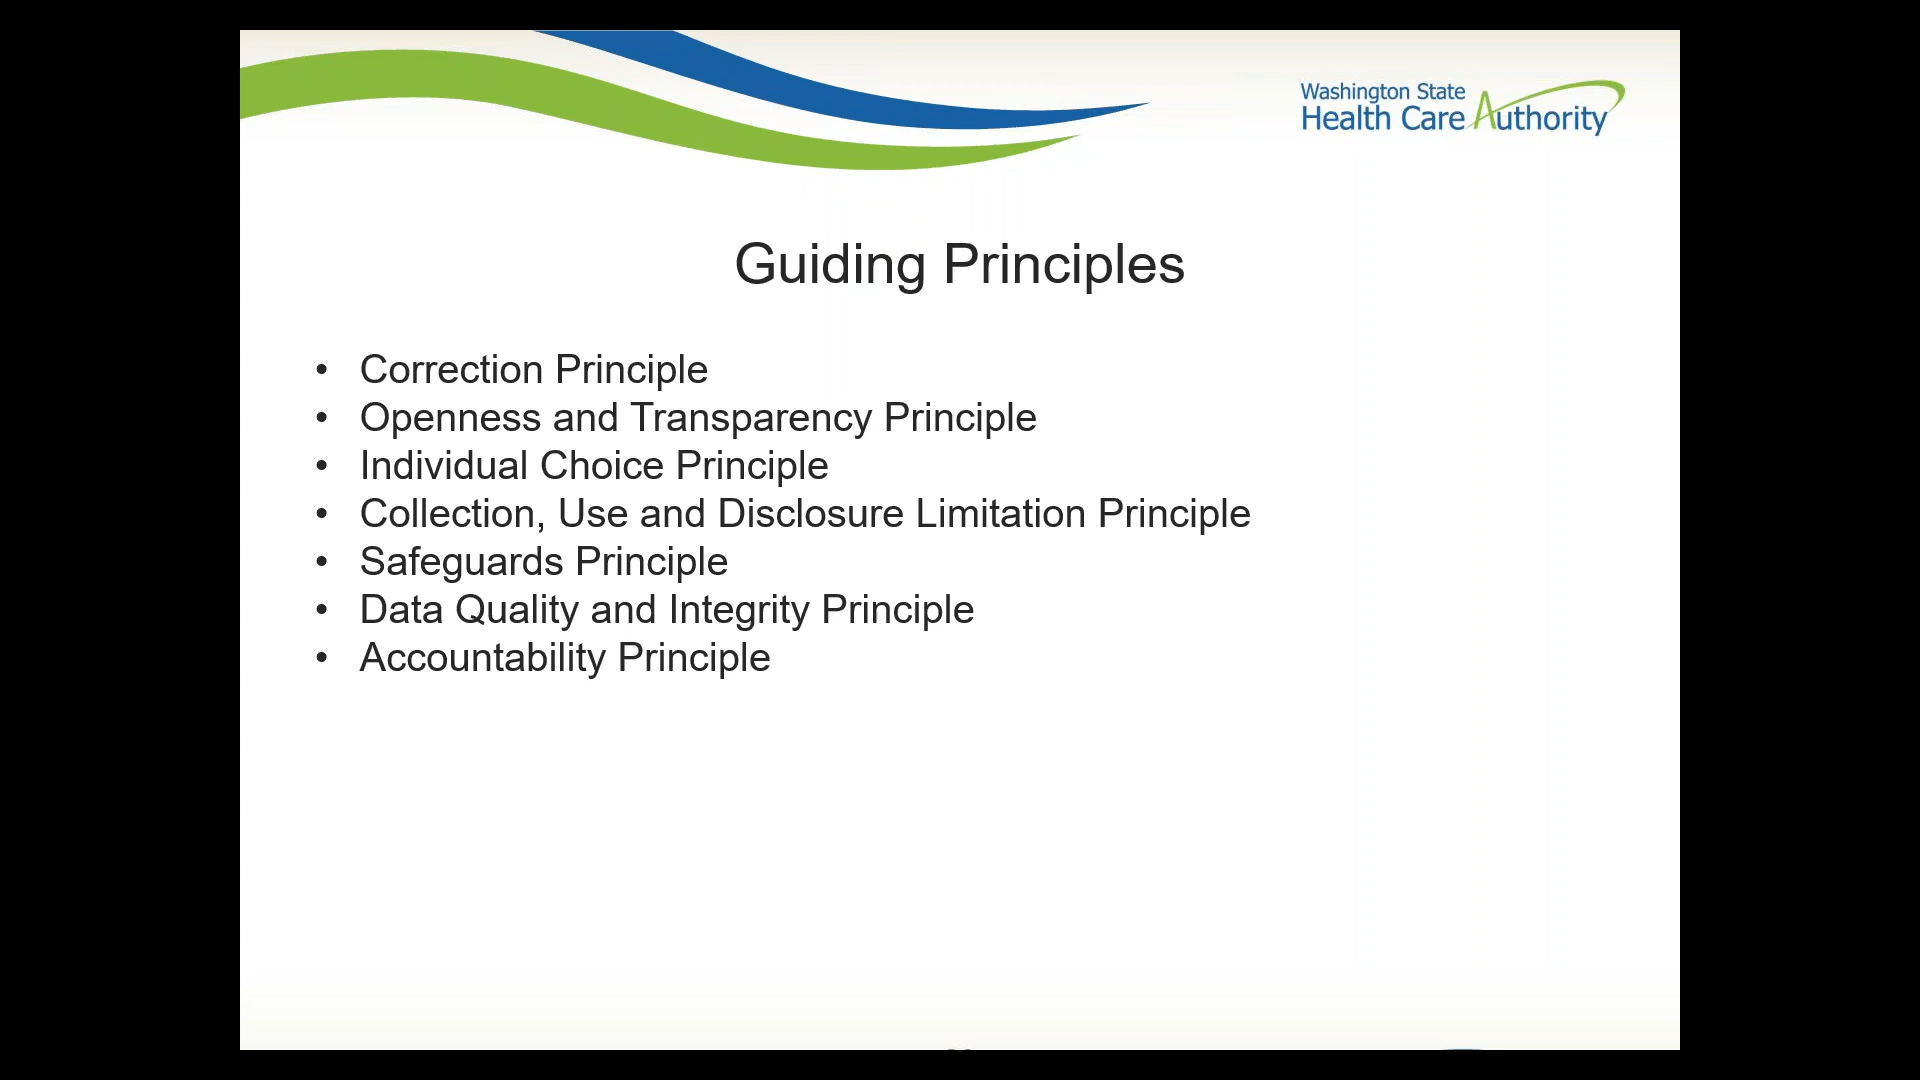 Washington State
Health Care Authority
Guiding Principles
• Correction Principle
• Openness and Transparency Principle
• Individual Choice Principle
• Collection, Use and Disclosure Limitation Principle
• Safeguards Principle
• Data Quality and Integrity Principle
• Accountability Principle